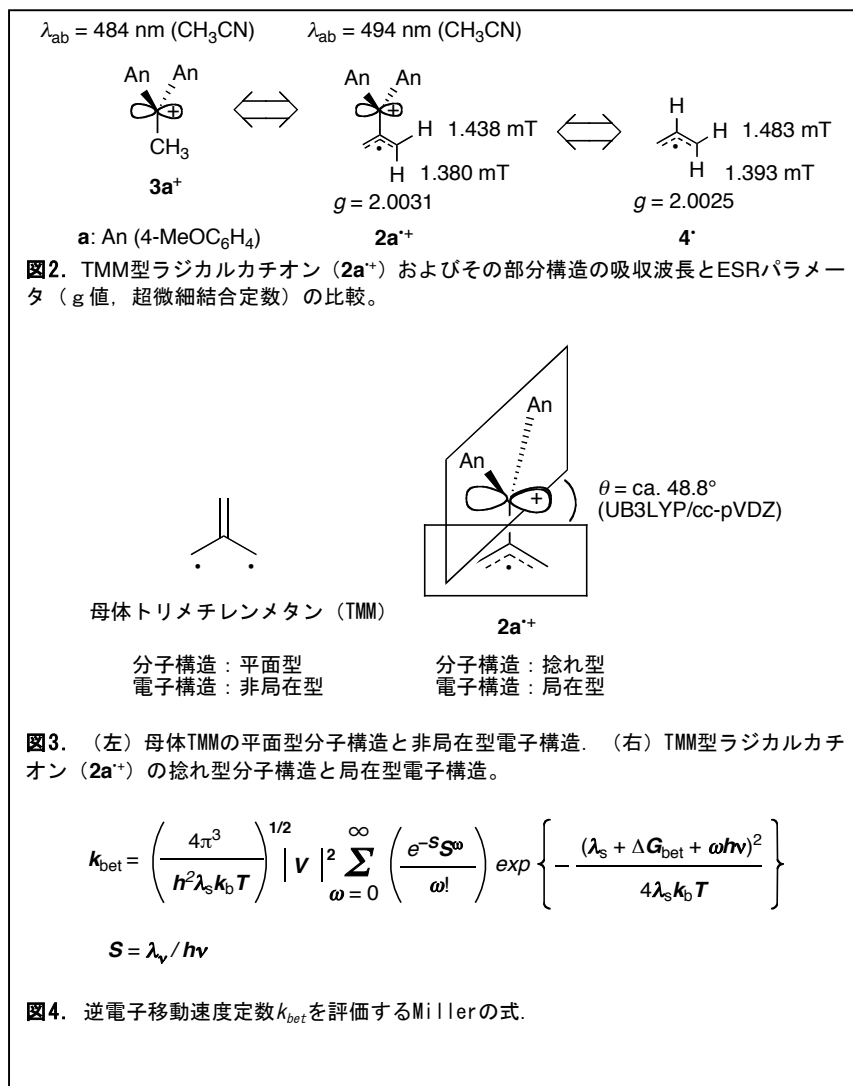 λab = 484 nm (CH3CN) λab = 494 nm (CH3CN)
An An An An H
+ + H 1.438 mT H 1.483 mT
CH3 H 1.380 mT H 1.393 mT
3a+ g = 2.0031 g = 2.0025
a: An (4-MeOC6H4) 2a•+ 4•
図2. TMM型ラジカルカチオン（2a•+）およびその部分構造の吸収波長とESRパラメー
タ（g値，超微細結合定数）の比較。
An
An
+
θ = ca. 48.8°
(UB3LYP/cc-pVDZ)
母体トリメチレンメタン（TMM） 2a•+
分子構造：平面型 分子構造：捻れ型
電子構造：非局在型 電子構造：局在型
図3. （左）母体TMMの平面型分子構造と非局在型電子構造. （右）TMM型ラジカルカチ
オン（2a•+）の捻れ型分子構造と局在型電子構造。
kbet = (4π3 / h2λskbT)1/2 |V|2 ∞Σω = 0 (e-SSω / ω!) exp {− (λs + ΔGbet + ωhν)2 / 4λskbT}
S = λν / hν
図4. 逆電子移動速度定数kbetを評価するMillerの式.